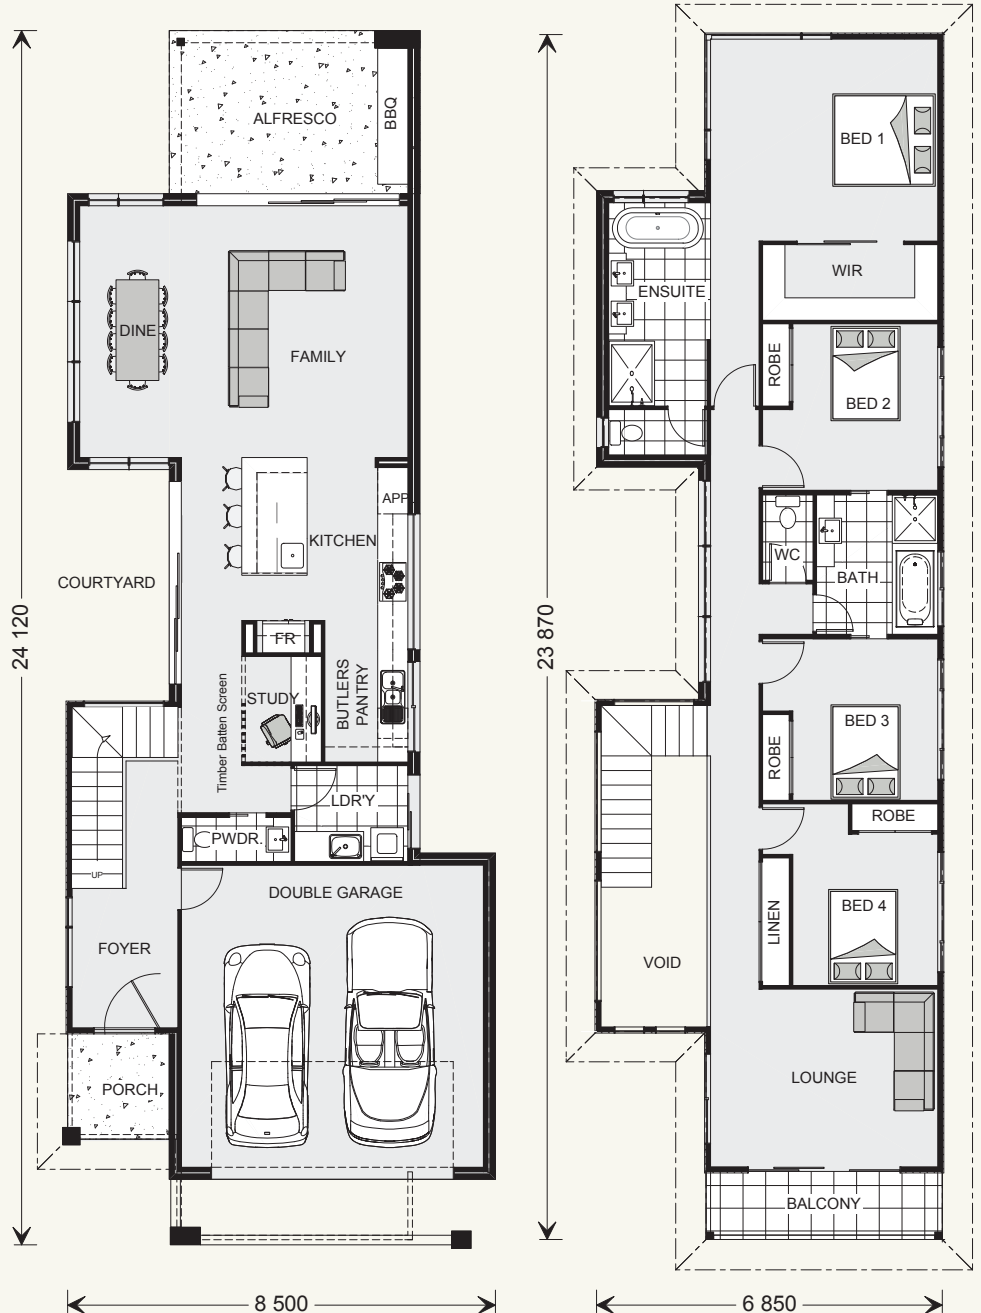 ALFRESCO
BBQ
DINE
FAMILY
APP
KITCHEN
COURTYARD
24 120
FR
STUDY
BUTLERS
PANTRY
Timber Batten Screen
LDR'Y
PWDR.
UP
DOUBLE GARAGE
FOYER
PORCH
8 500
BED 1
WIR
ENSUITE
ROBE
BED 2
WC
BATH
23 870
BED 3
ROBE
ROBE
LINEN
BED 4
VOID
LOUNGE
BALCONY
6 850